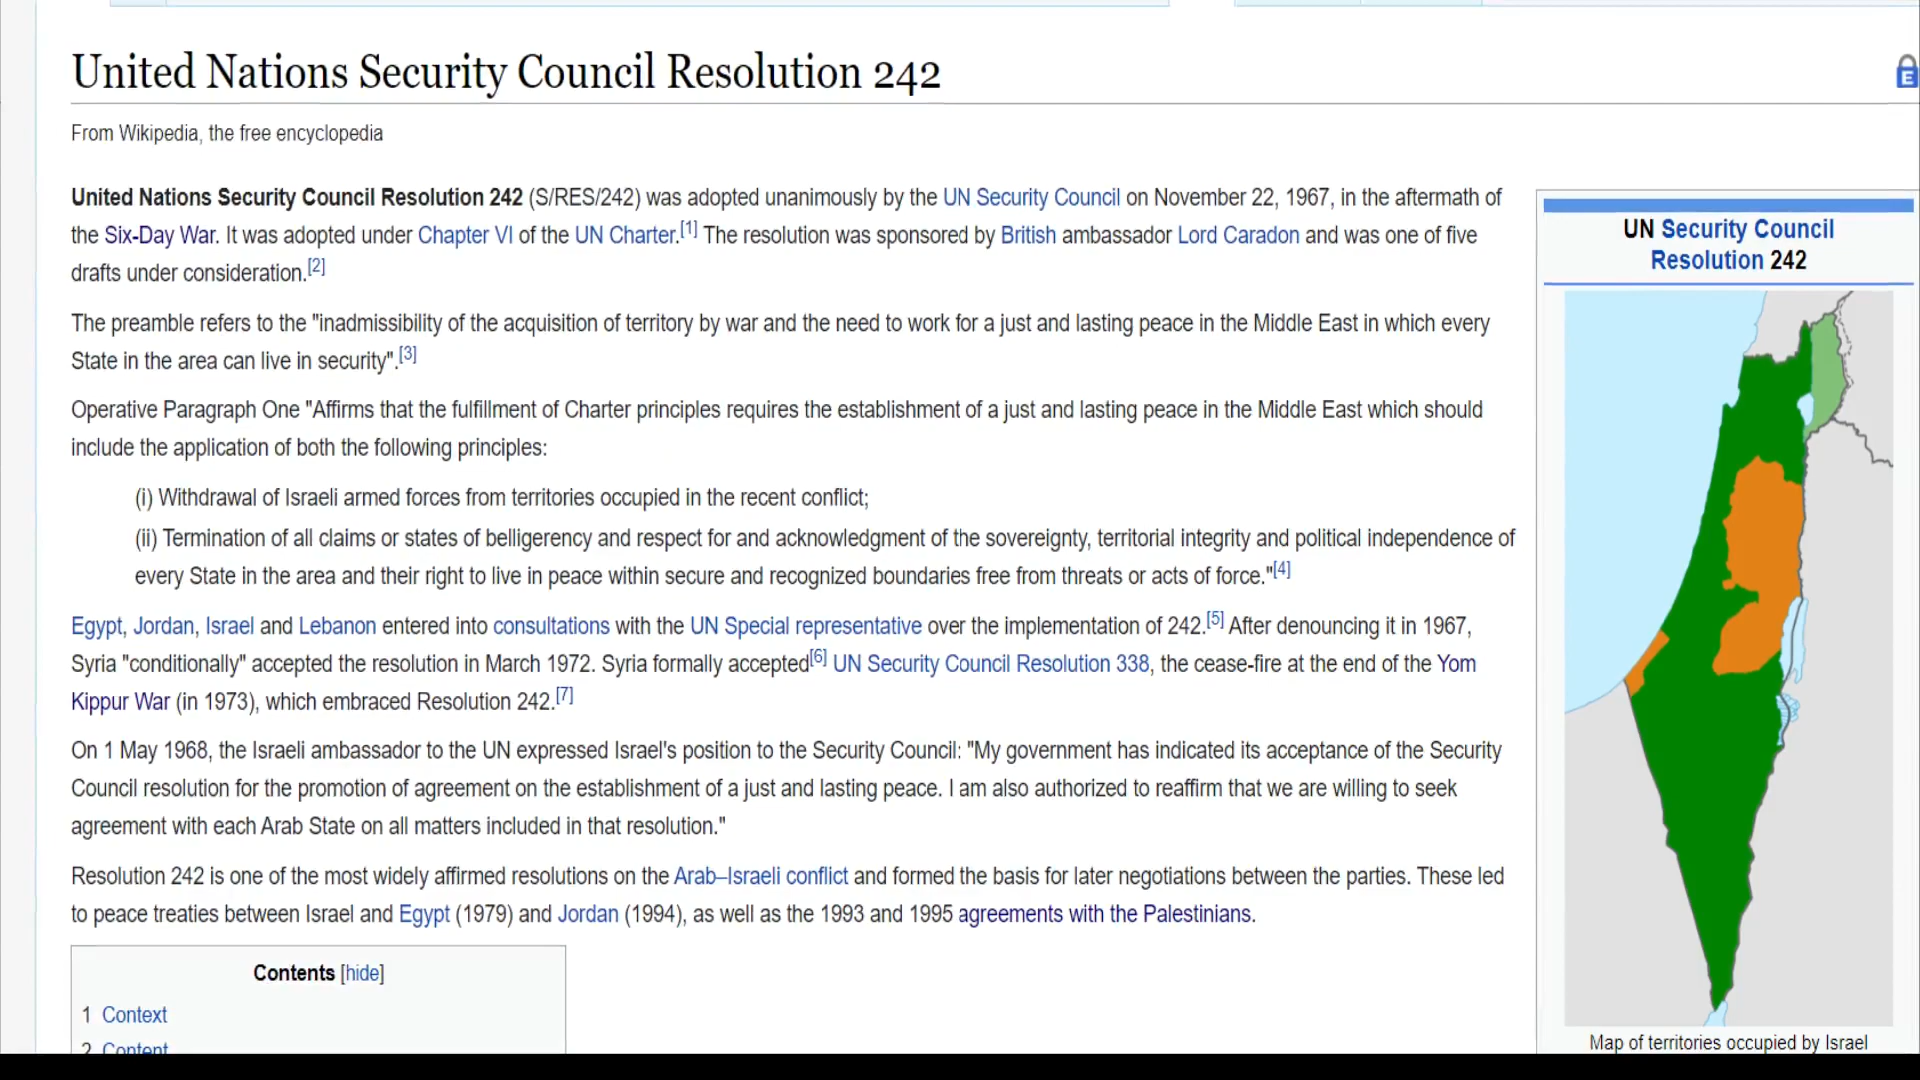 United Nations Security Council Resolution 242
E
From Wikipedia, the free encyclopedia
United Nations Security Council Resolution 242 (S/RES/242) was adopted unanimously by the UN Security Council on November 22, 1967, in the aftermath of
the Six-Day War. It was adopted under Chapter VI of the UN Charter.[1] The resolution was sponsored by British ambassador Lord Caradon and was one of five
drafts under consideration.[2]
The preamble refers to the "inadmissibility of the acquisition of territory by war and the need to work for a just and lasting peace in the Middle East in which every
State in the area can live in security".[3]
Operative Paragraph One "Affirms that the fulfillment of Charter principles requires the establishment of a just and lasting peace in the Middle East which should
include the application of both the following principles:
(i) Withdrawal of Israeli armed forces from territories occupied in the recent conflict;
(ii) Termination of all claims or states of belligerency and respect for and acknowledgment of the sovereignty, territorial integrity and political independence of
every State in the area and their right to live in peace within secure and recognized boundaries free from threats or acts of force."[4]
Egypt, Jordan, Israel and Lebanon entered into consultations with the UN Special representative over the implementation of 242.[5] After denouncing it in 1967,
Syria "conditionally" accepted the resolution in March 1972. Syria formally accepted[6] UN Security Council Resolution 338, the cease-fire at the end of the Yom
Kippur War (in 1973), which embraced Resolution 242.[7]
On 1 May 1968, the Israeli ambassador to the UN expressed Israel's position to the Security Council: "My government has indicated its acceptance of the Security
Council resolution for the promotion of agreement on the establishment of a just and lasting peace. I am also authorized to reaffirm that we are willing to seek
agreement with each Arab State on all matters included in that resolution."
Resolution 242 is one of the most widely affirmed resolutions on the Arab–Israeli conflict and formed the basis for later negotiations between the parties. These led
to peace treaties between Israel and Egypt (1979) and Jordan (1994), as well as the 1993 and 1995 agreements with the Palestinians.
Contents [hide]
1 Context
2 Content
UN Security Council
Resolution 242
Map of territories occupied by Israel